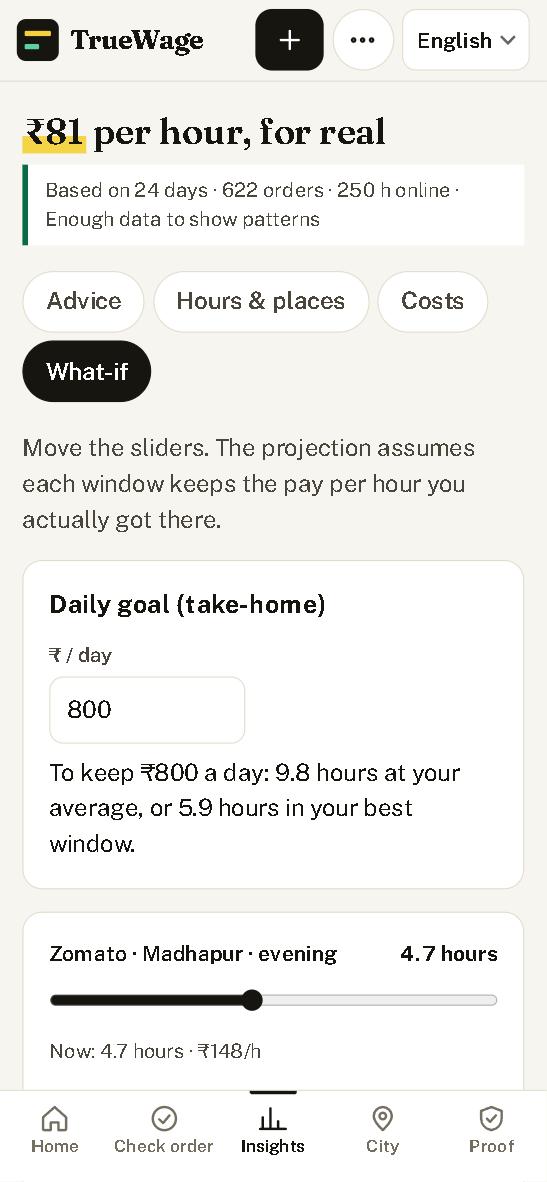 TrueWage
English
₹81 per hour, for real
Based on 24 days · 622 orders · 250 h online ·
Enough data to show patterns
Advice
Hours & places
Costs
What-if
Move the sliders. The projection assumes
each window keeps the pay per hour you
actually got there.
Daily goal (take-home)
₹ / day
800
To keep ₹800 a day: 9.8 hours at your
average, or 5.9 hours in your best
window.
Zomato · Madhapur · evening 4.7 hours
Now: 4.7 hours · ₹148/h
Home
Check order
Insights
City
Proof